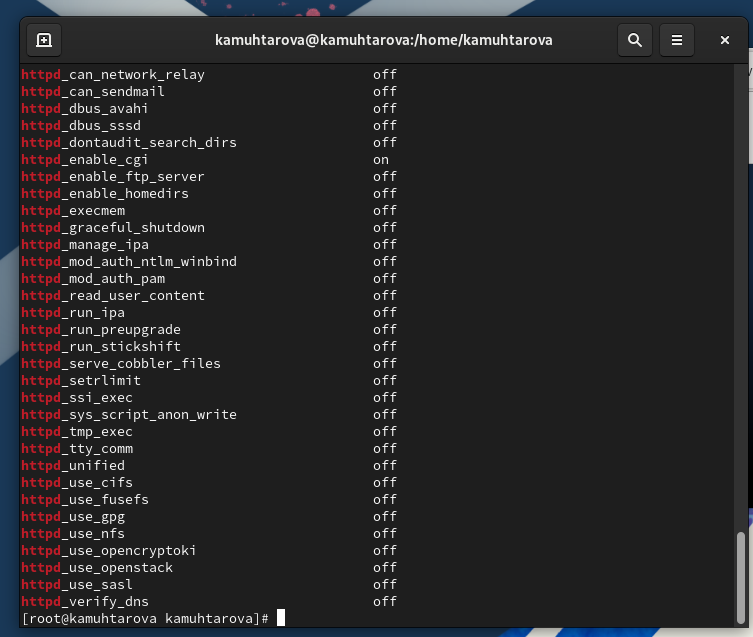 kamuhtarova@kamuhtarova:/home/kamuhtarova
httpd_can_network_relay off
httpd_can_sendmail off
httpd_dbus_avahi off
httpd_dbus_sssd off
httpd_dontaudit_search_dirs off
httpd_enable_cgi on
httpd_enable_ftp_server off
httpd_enable_homedirs off
httpd_execmem off
httpd_graceful_shutdown off
httpd_manage_ipa off
httpd_mod_auth_ntlm_winbind off
httpd_mod_auth_pam off
httpd_read_user_content off
httpd_run_ipa off
httpd_run_preupgrade off
httpd_run_stickshift off
httpd_serve_cobbler_files off
httpd_setrlimit off
httpd_ssi_exec off
httpd_sys_script_anon_write off
httpd_tmp_exec off
httpd_tty_comm off
httpd_unified off
httpd_use_cifs off
httpd_use_fusefs off
httpd_use_gpg off
httpd_use_nfs off
httpd_use_opencryptoki off
httpd_use_openstack off
httpd_use_sasl off
httpd_verify_dns off
[root@kamuhtarova kamuhtarova]#